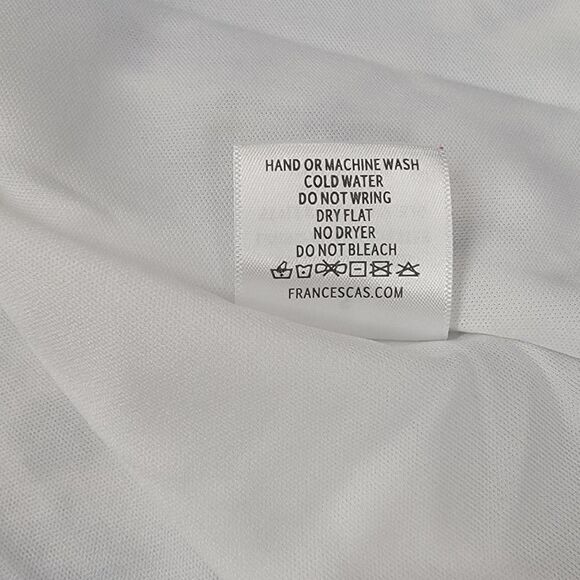 HAND OR MACHINE WASH
COLD WATER
DO NOT WRING
DRY FLAT
NO DRYER
DO NOT BLEACH
FRANCESCAS.COM